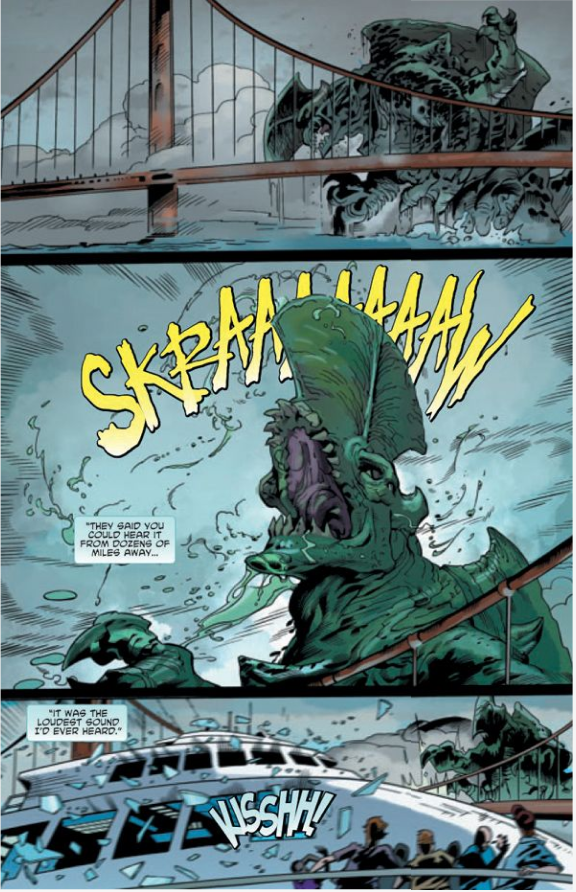 SKRAAAAAAAW
"THEY SAID YOU
COULD HEAR IT
FROM DOZENS OF
MILES AWAY...
"IT WAS THE
LOUDEST SOUND
I'D EVER HEARD."
KISSHH!